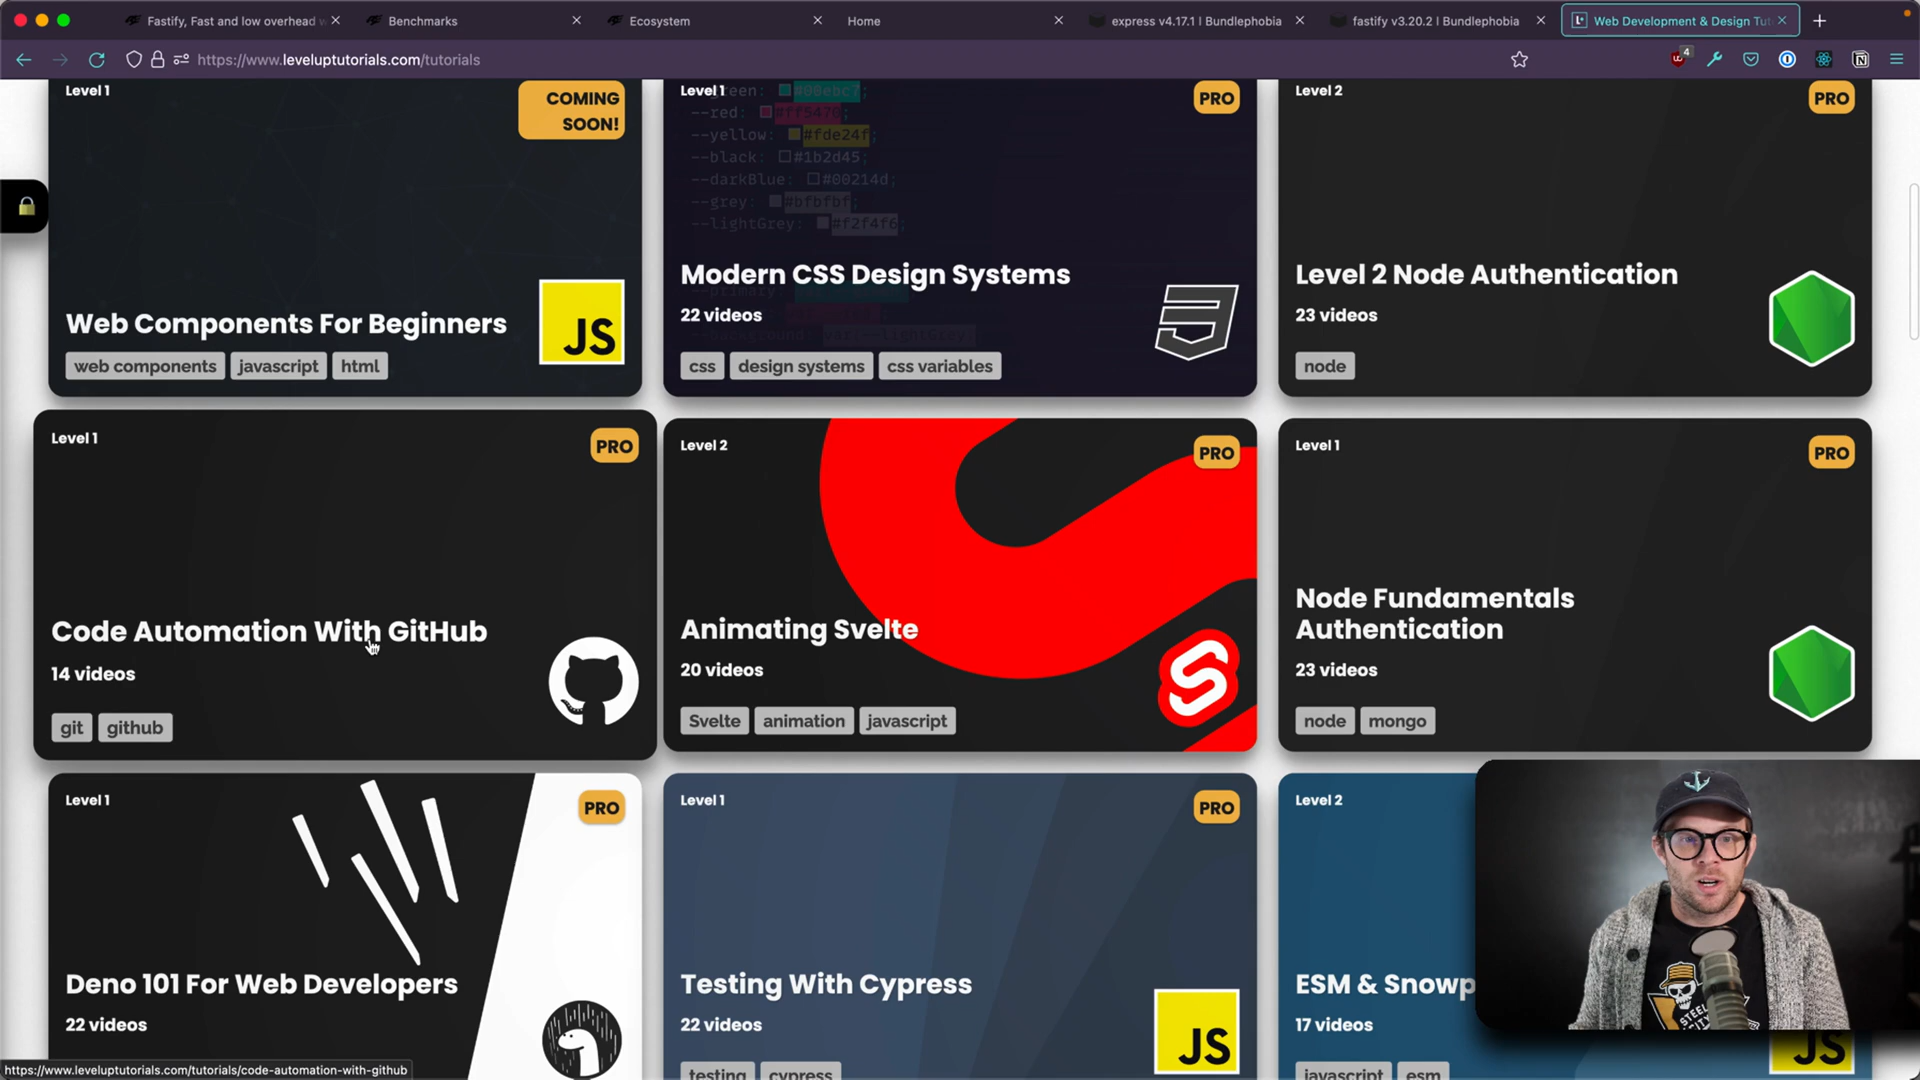 Fastify, Fast and low overhead w
Benchmarks
Ecosystem
Home
express v4.17.1 | Bundlephobia
fastify v3.20.2 | Bundlephobia
Web Development & Design Tut
https://www.leveluptutorials.com/tutorials
4
Level 1
COMING
SOON!
Web Components For Beginners
web components
javascript
html
JS
Level 1
green: #00ebc7;
--red: #ff5470;
--yellow: #fde24f;
--black: #1b2d45;
--darkBlue: #00214d;
--grey: #bfbfbf;
--lightGrey: #f2f4f6;
PRO
Modern CSS Design Systems
22 videos
css
design systems
css variables
Level 2
PRO
Level 2 Node Authentication
23 videos
node
Level 1
PRO
Code Automation With GitHub
14 videos
git
github
Level 2
PRO
Animating Svelte
20 videos
Svelte
animation
javascript
Level 1
PRO
Node Fundamentals
Authentication
23 videos
node
mongo
Level 1
PRO
Deno 101 For Web Developers
22 videos
Level 1
PRO
Testing With Cypress
22 videos
testing
cypress
JS
Level 2
ESM & Snowp
17 videos
javascript
esm
JS
STEEL
CITY
https://www.leveluptutorials.com/tutorials/code-automation-with-github